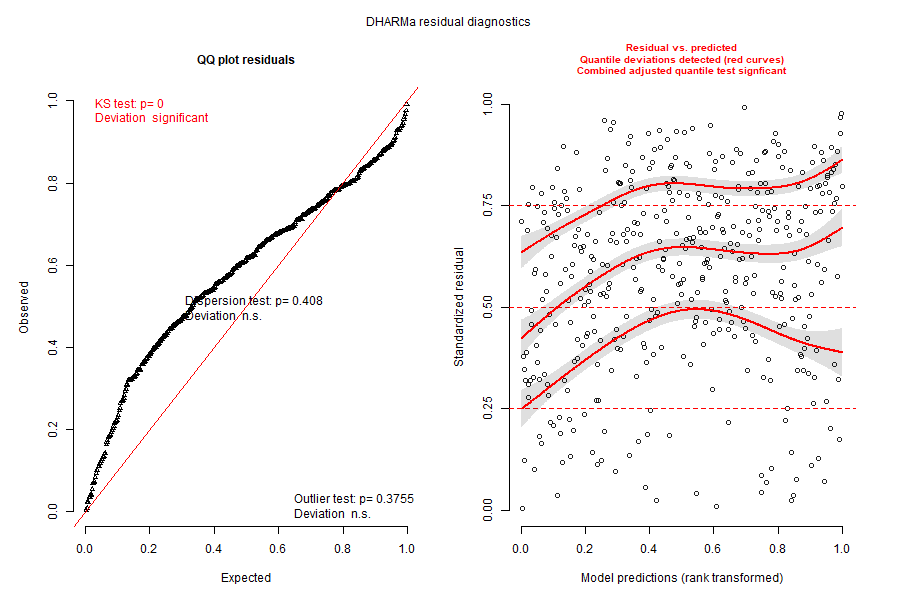 DHARMa residual diagnostics
QQ plot residuals
KS test: p= 0
Deviation significant
Dispersion test: p= 0.408
Deviation n.s.
Outlier test: p= 0.3755
Deviation n.s.
Observed
0.0
0.2
0.4
0.6
0.8
1.0
0.0
0.2
0.4
0.6
0.8
1.0
Expected
Residual vs. predicted
Quantile deviations detected (red curves)
Combined adjusted quantile test signficant
Standardized residual
0.00
0.25
0.50
0.75
1.00
0.0
0.2
0.4
0.6
0.8
1.0
Model predictions (rank transformed)